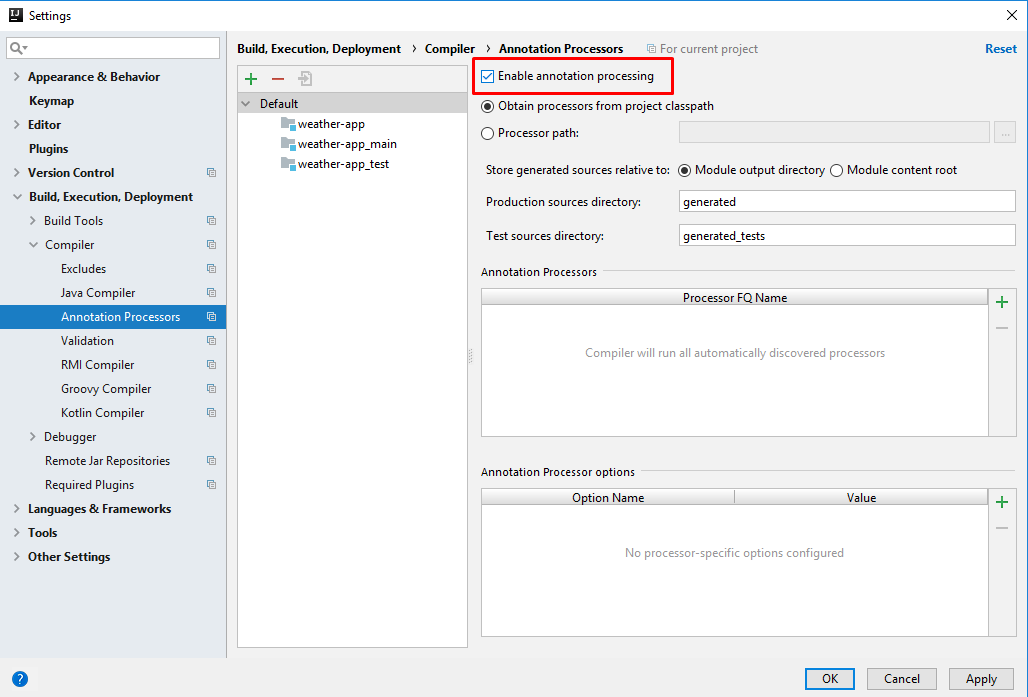 Settings
Build, Execution, Deployment › Compiler › Annotation Processors For current project Reset
Appearance & Behavior
Keymap
Editor
Plugins
Version Control
Build, Execution, Deployment
Build Tools
Compiler
Excludes
Java Compiler
Annotation Processors
Validation
RMI Compiler
Groovy Compiler
Kotlin Compiler
Debugger
Remote Jar Repositories
Required Plugins
Languages & Frameworks
Tools
Other Settings
Default
weather-app
weather-app_main
weather-app_test
Enable annotation processing
Obtain processors from project classpath
Processor path: ...
Store generated sources relative to: Module output directory Module content root
Production sources directory: generated
Test sources directory: generated_tests
Annotation Processors
Processor FQ Name
Compiler will run all automatically discovered processors
Annotation Processor options
Option Name Value
No processor-specific options configured
? OK Cancel Apply